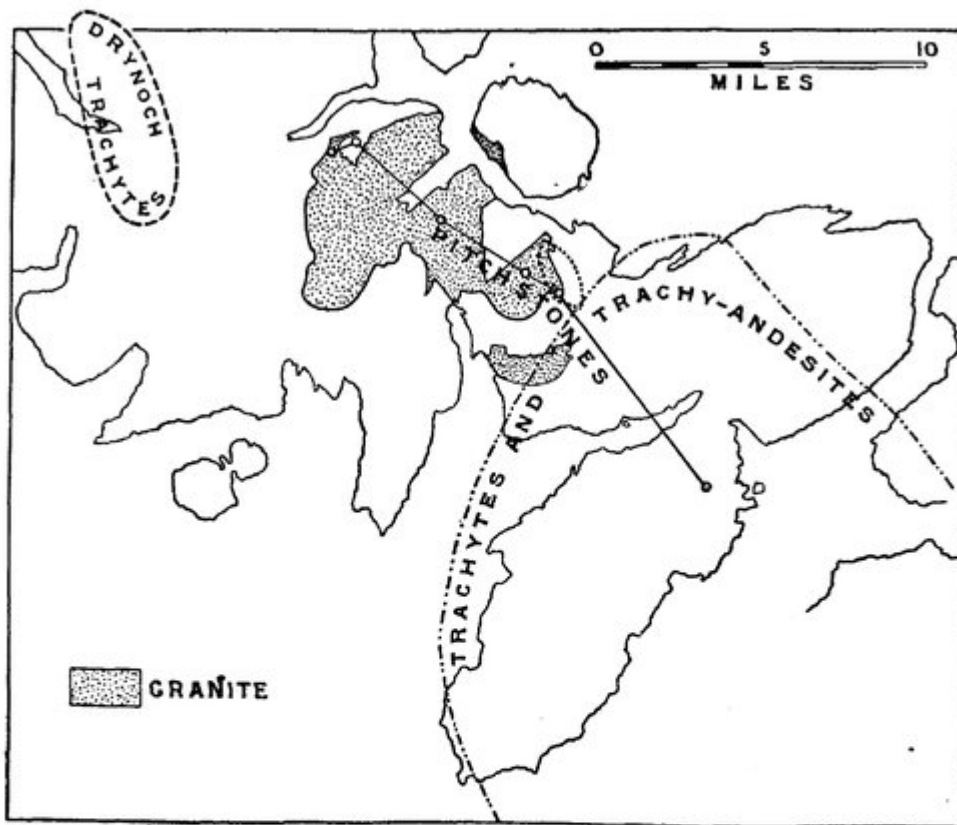 DRYNOCH
TRACHYTES
0 5 10
MILES
PITCHSTONES
TRACHYTES AND TRACHY-ANDESITES
GRANITE